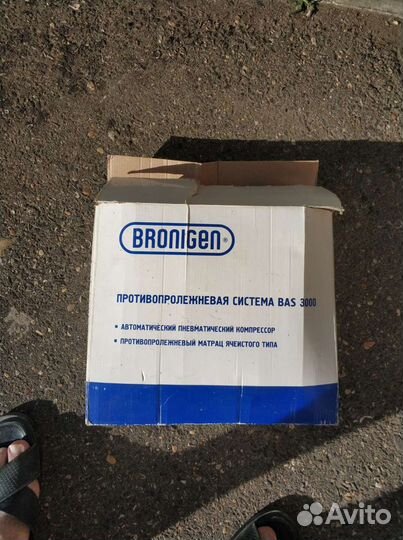 BRONIGEN®
ПРОТИВОПРОЛЕЖНЕВАЯ СИСТЕМА BAS 3000
• АВТОМАТИЧЕСКИЙ ПНЕВМАТИЧЕСКИЙ КОМПРЕССОР
• ПРОТИВОПРОЛЕЖНЕВЫЙ МАТРАЦ ЯЧЕИСТОГО ТИПА
Avito